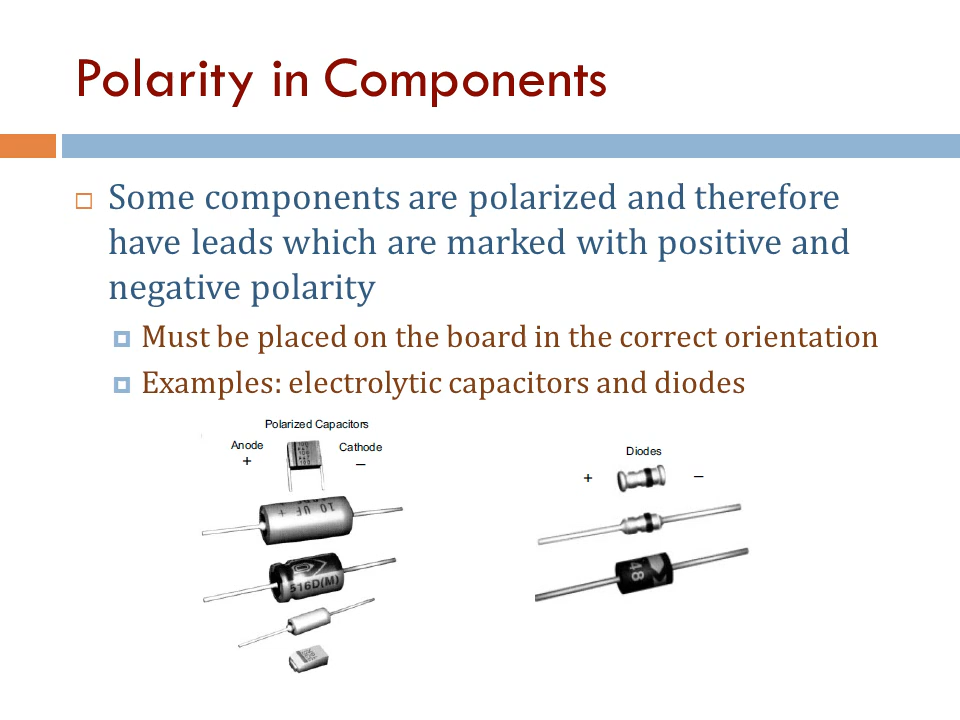 Polarity in Components
Some components are polarized and therefore
have leads which are marked with positive and
negative polarity
Must be placed on the board in the correct orientation
Examples: electrolytic capacitors and diodes
Polarized Capacitors
Anode
Cathode
+
–
10 UF +
516D(M)
Diodes
+
–
48